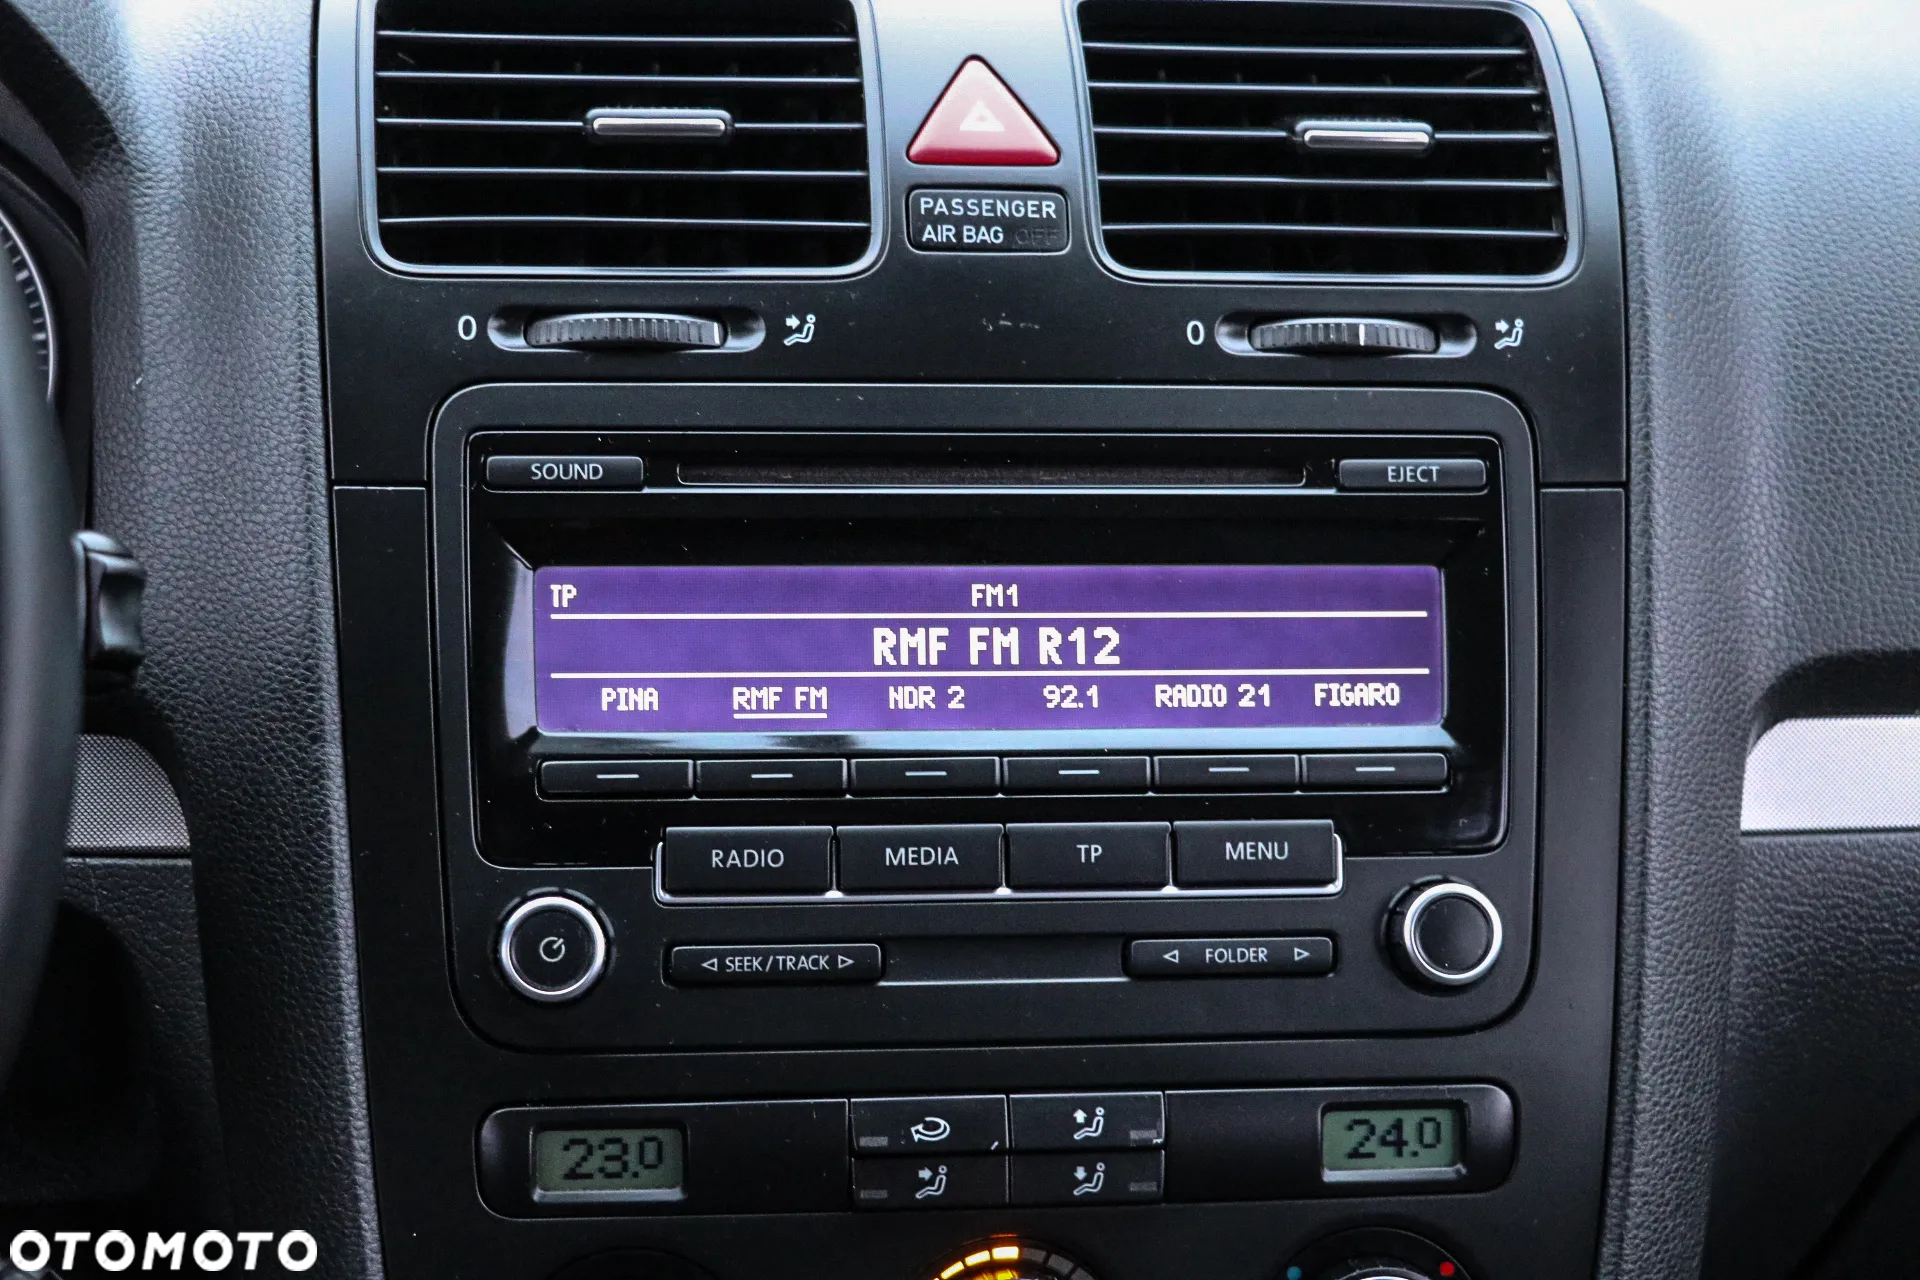 PASSENGER
AIR BAG OFF
0
0
SOUND
EJECT
TP FM1
RMF FM R12
PINA RMF FM NDR 2 92.1 RADIO 21 FIGARO
RADIO MEDIA TP MENU
SEEK/TRACK
FOLDER
23.0
24.0
OTOMOTO